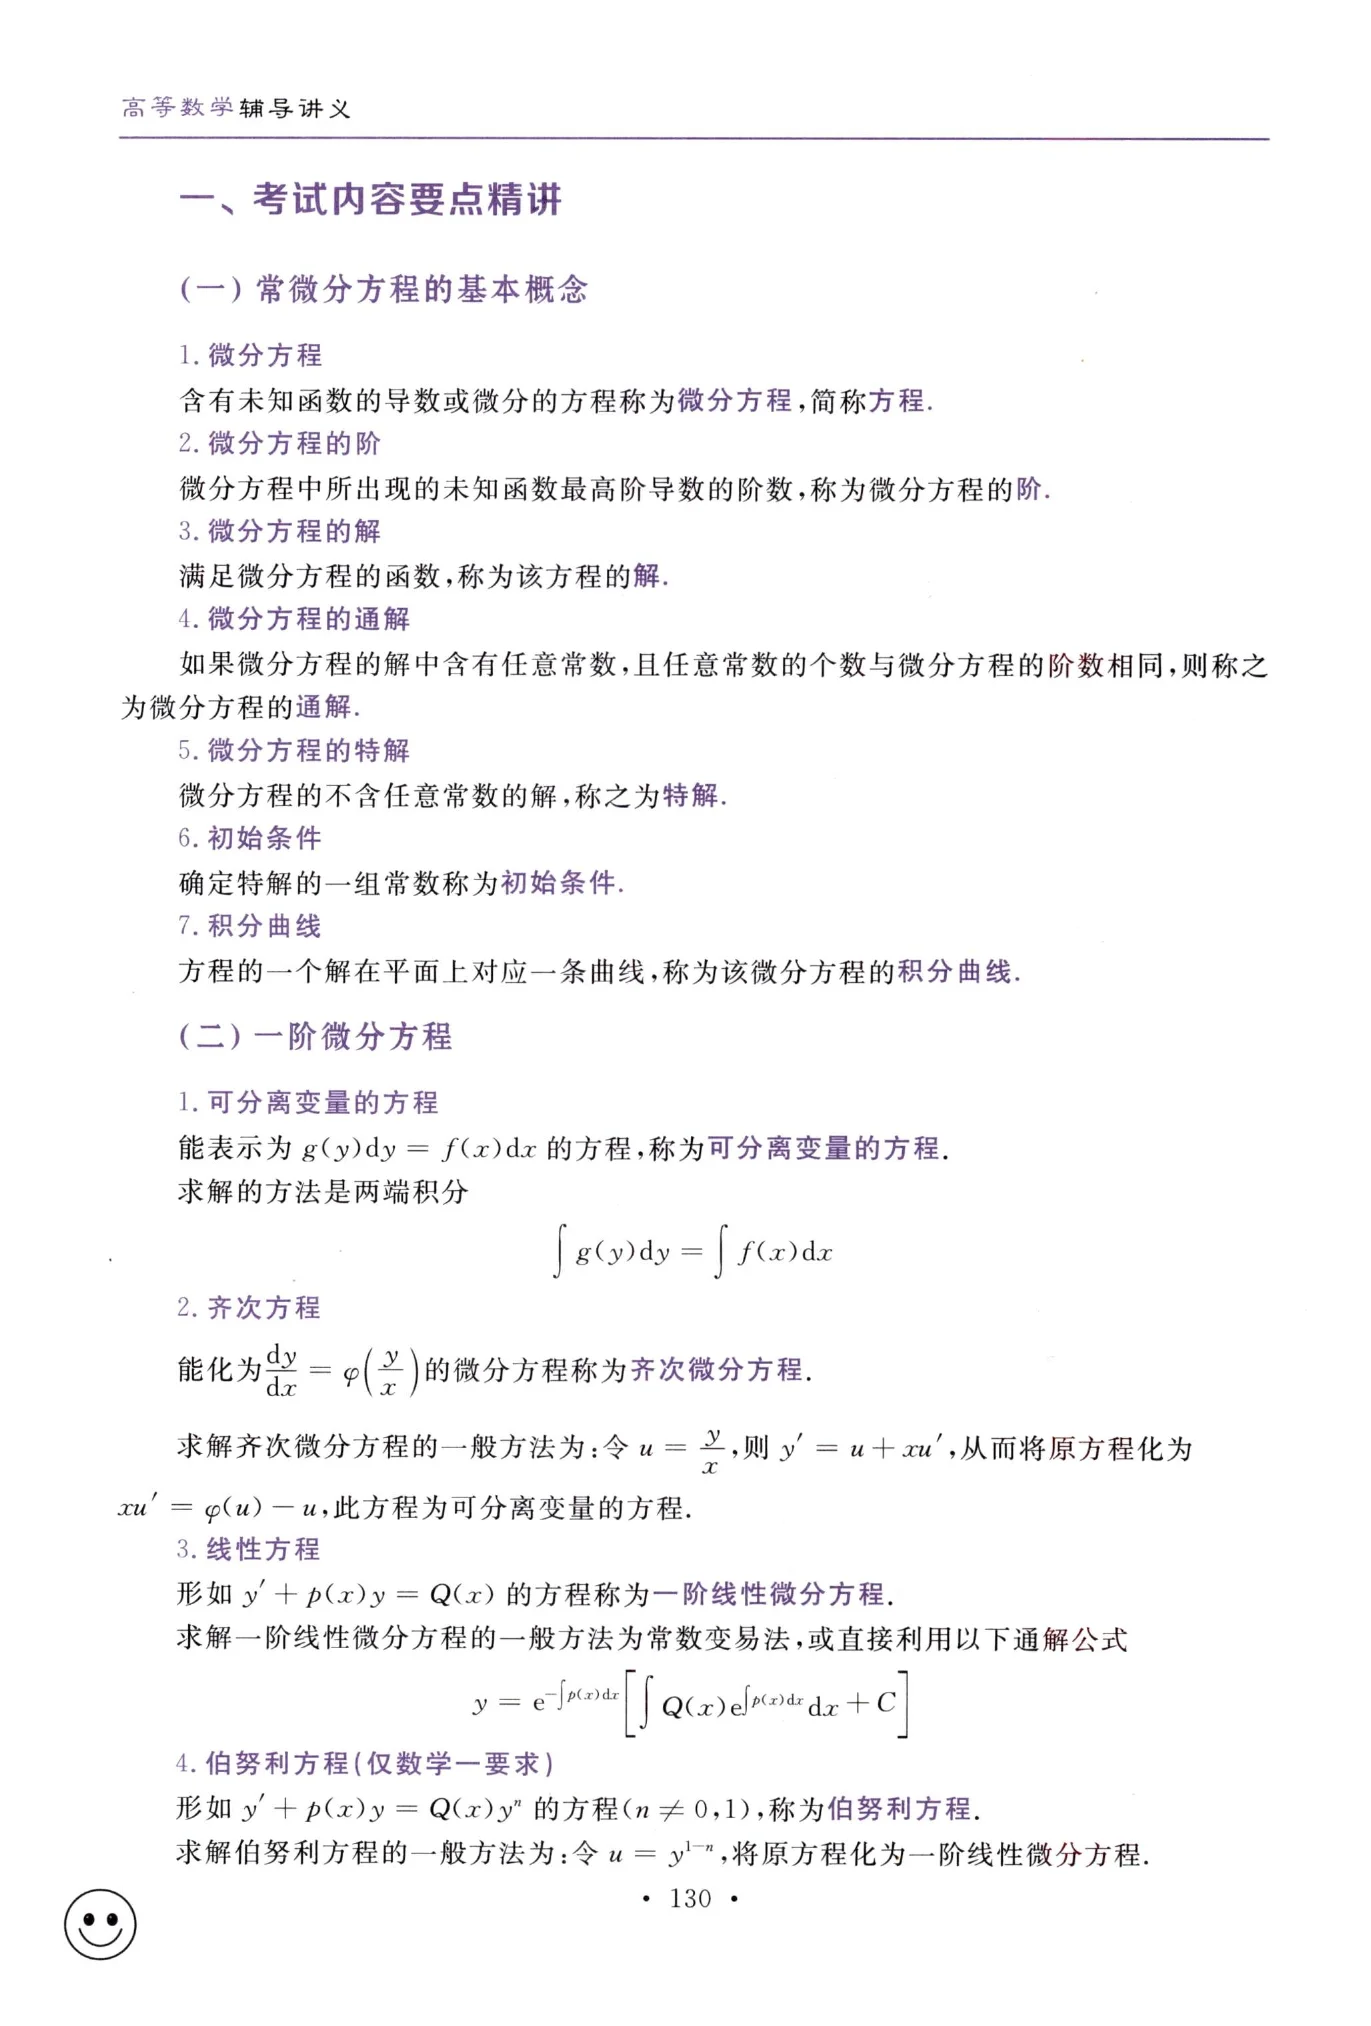 高等数学辅导讲义
一、考试内容要点精讲
(一) 常微分方程的基本概念
1. 微分方程
含有未知函数的导数或微分的方程称为微分方程,简称方程.
2. 微分方程的阶
微分方程中所出现的未知函数最高阶导数的阶数,称为微分方程的阶.
3. 微分方程的解
满足微分方程的函数,称为该方程的解.
4. 微分方程的通解
如果微分方程的解中含有任意常数,且任意常数的个数与微分方程的阶数相同,则称之
为微分方程的通解.
5. 微分方程的特解
微分方程的不含任意常数的解,称之为特解.
6. 初始条件
确定特解的一组常数称为初始条件.
7. 积分曲线
方程的一个解在平面上对应一条曲线,称为该微分方程的积分曲线.
(二) 一阶微分方程
1. 可分离变量的方程
能表示为 g(y)dy = f(x)dx 的方程,称为可分离变量的方程.
求解的方法是两端积分
∫ g(y)dy = ∫ f(x)dx
2. 齐次方程
能化为 dy/dx = φ(y/x) 的微分方程称为齐次微分方程.
求解齐次微分方程的一般方法为:令 u = y/x,则 y′ = u + xu′,从而将原方程化为
xu′ = φ(u) − u,此方程为可分离变量的方程.
3. 线性方程
形如 y′ + p(x)y = Q(x) 的方程称为一阶线性微分方程.
求解一阶线性微分方程的一般方法为常数变易法,或直接利用以下通解公式
y = e^{−∫p(x)dx}[∫ Q(x)e^{∫p(x)dx}dx + C]
4. 伯努利方程(仅数学一要求)
形如 y′ + p(x)y = Q(x)yⁿ 的方程(n ≠ 0,1),称为伯努利方程.
求解伯努利方程的一般方法为:令 u = y^{1−n},将原方程化为一阶线性微分方程.
• 130 •